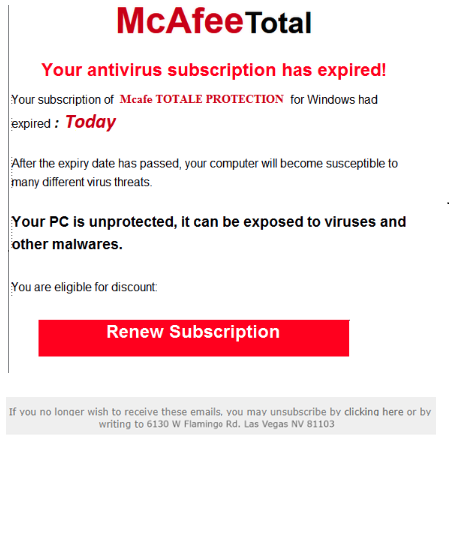 McAfee Total
Your antivirus subscription has expired!
Your subscription of Mcafe TOTALE PROTECTION for Windows had
expired : Today
After the expiry date has passed, your computer will become susceptible to
many different virus threats.
Your PC is unprotected, it can be exposed to viruses and
other malwares.
You are eligible for discount:
Renew Subscription
If you no longer wish to receive these emails, you may unsubscribe by clicking here or by
writing to 6130 W Flamingo Rd. Las Vegas NV 81103